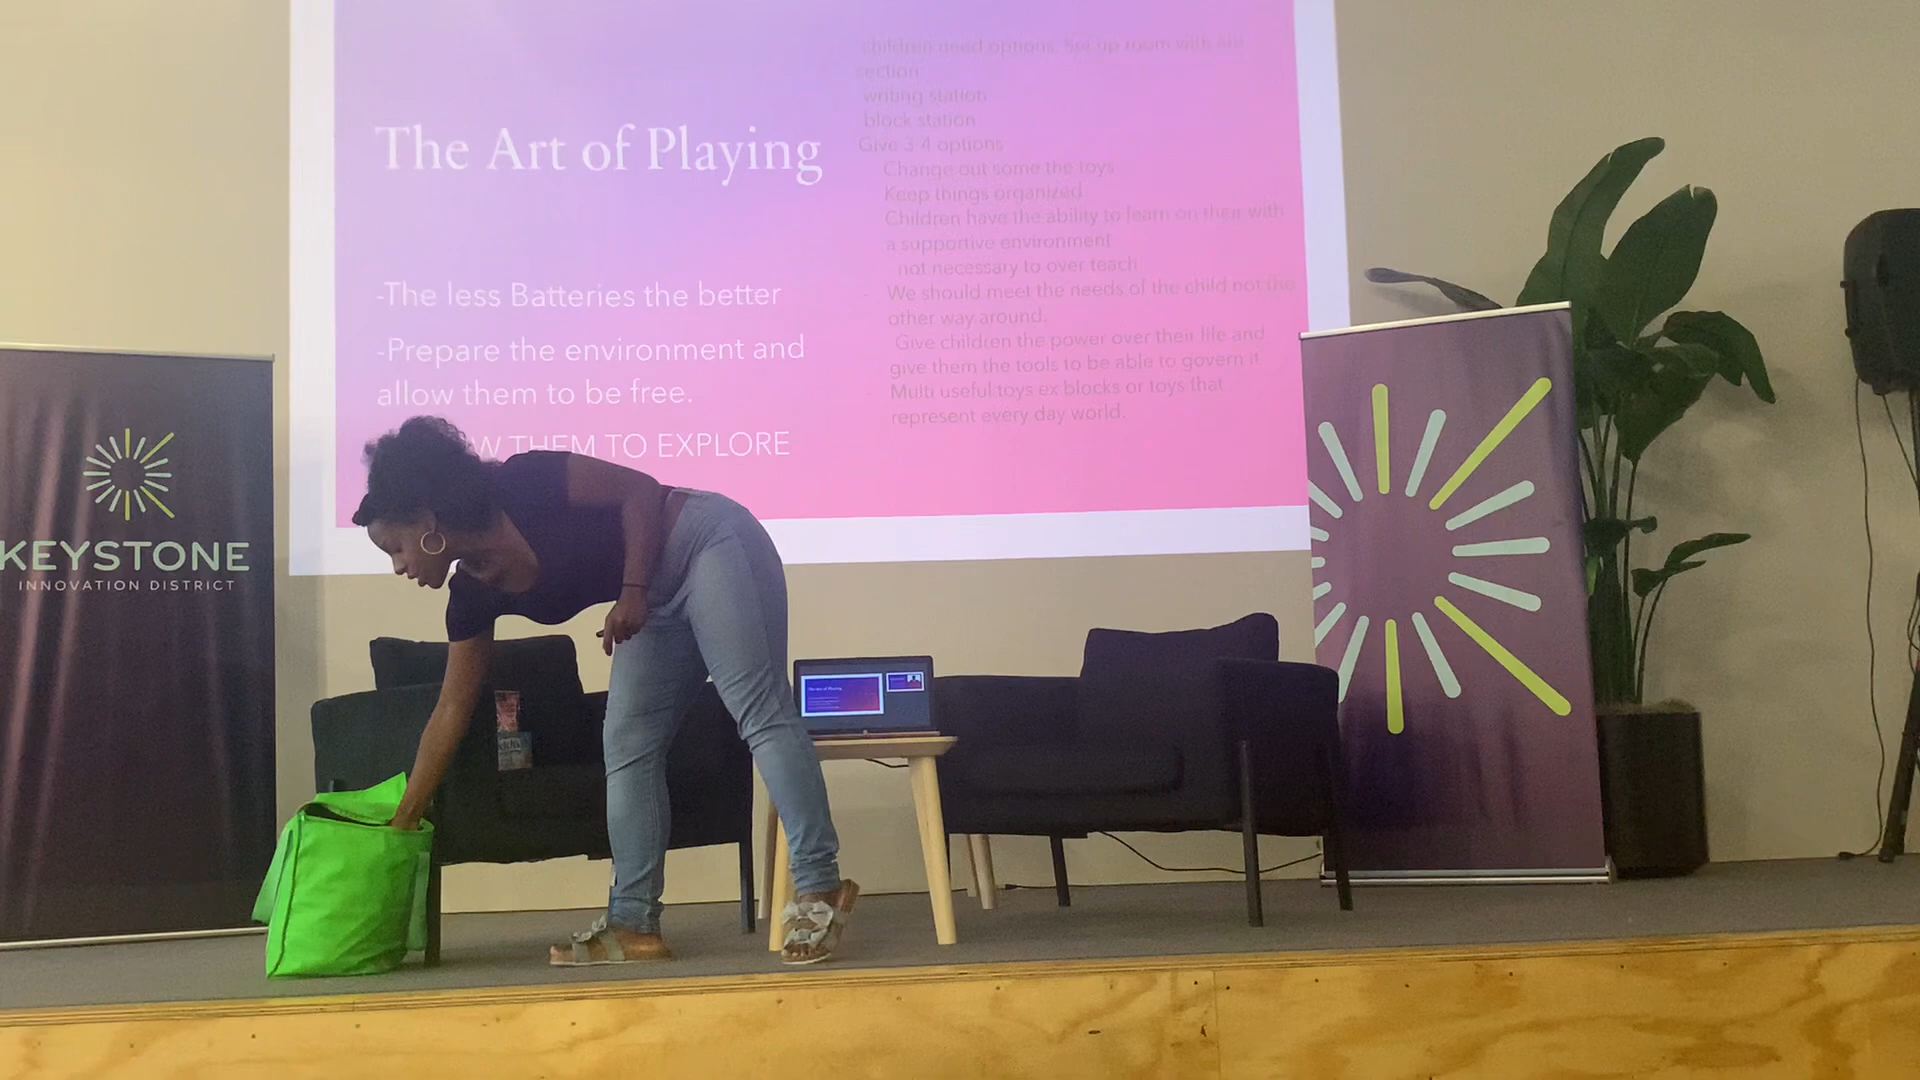 The Art of Playing
-The less Batteries the better
-Prepare the environment and
allow them to be free.
THEM TO EXPLORE
children need options. Set up room with
section
writing station
block station
Give 3-4 options
Change out some the toys
Keep things organized
Children have the ability to learn on their with
a supportive environment
not necessary to over teach
- We should meet the needs of the child not the
other way around.
Give children the power over their life and
give them the tools to be able to govern it
- Multi useful toys ex blocks or toys that
represent every day world.
KEYSTONE
INNOVATION DISTRICT
The Art of Playing